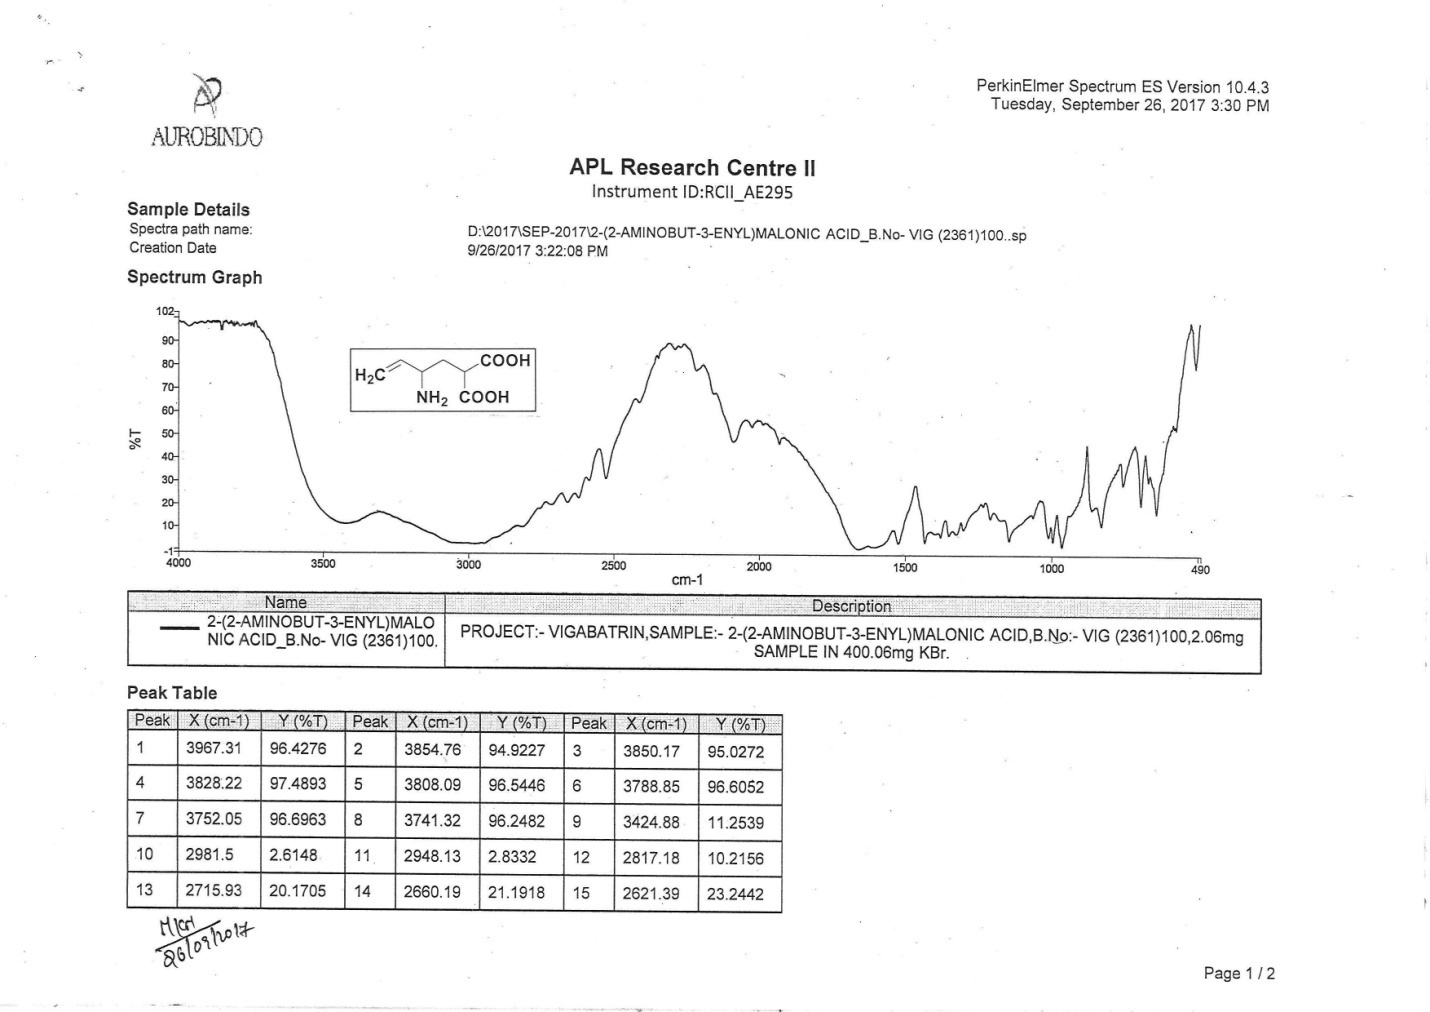 PerkinElmer Spectrum ES Version 10.4.3
Tuesday, September 26, 2017 3:30 PM
AUROBINDO
APL Research Centre II
Instrument ID:RCII_AE295
Sample Details
Spectra path name: D:\2017\SEP-2017\2-(2-AMINOBUT-3-ENYL)MALONIC ACID_B.No- VIG (2361)100..sp
Creation Date 9/26/2017 3:22:08 PM
Spectrum Graph
102
90
80
70
60
50
40
30
20
10
-1
%T
H2C
COOH
NH2 COOH
4000 3500 3000 2500 2000 1500 1000 490
cm-1
Name Description
2-(2-AMINOBUT-3-ENYL)MALO
NIC ACID_B.No- VIG (2361)100.
PROJECT:- VIGABATRIN,SAMPLE:- 2-(2-AMINOBUT-3-ENYL)MALONIC ACID,B.No:- VIG (2361)100,2.06mg
SAMPLE IN 400.06mg KBr.
Peak Table
Peak X (cm-1) Y (%T) Peak X (cm-1) Y (%T) Peak X (cm-1) Y (%T)
1 3967.31 96.4276 2 3854.76 94.9227 3 3850.17 95.0272
4 3828.22 97.4893 5 3808.09 96.5446 6 3788.85 96.6052
7 3752.05 96.6963 8 3741.32 96.2482 9 3424.88 11.2539
10 2981.5 2.6148 11 2948.13 2.8332 12 2817.18 10.2156
13 2715.93 20.1705 14 2660.19 21.1918 15 2621.39 23.2442
26/09/2017
Page 1 / 2